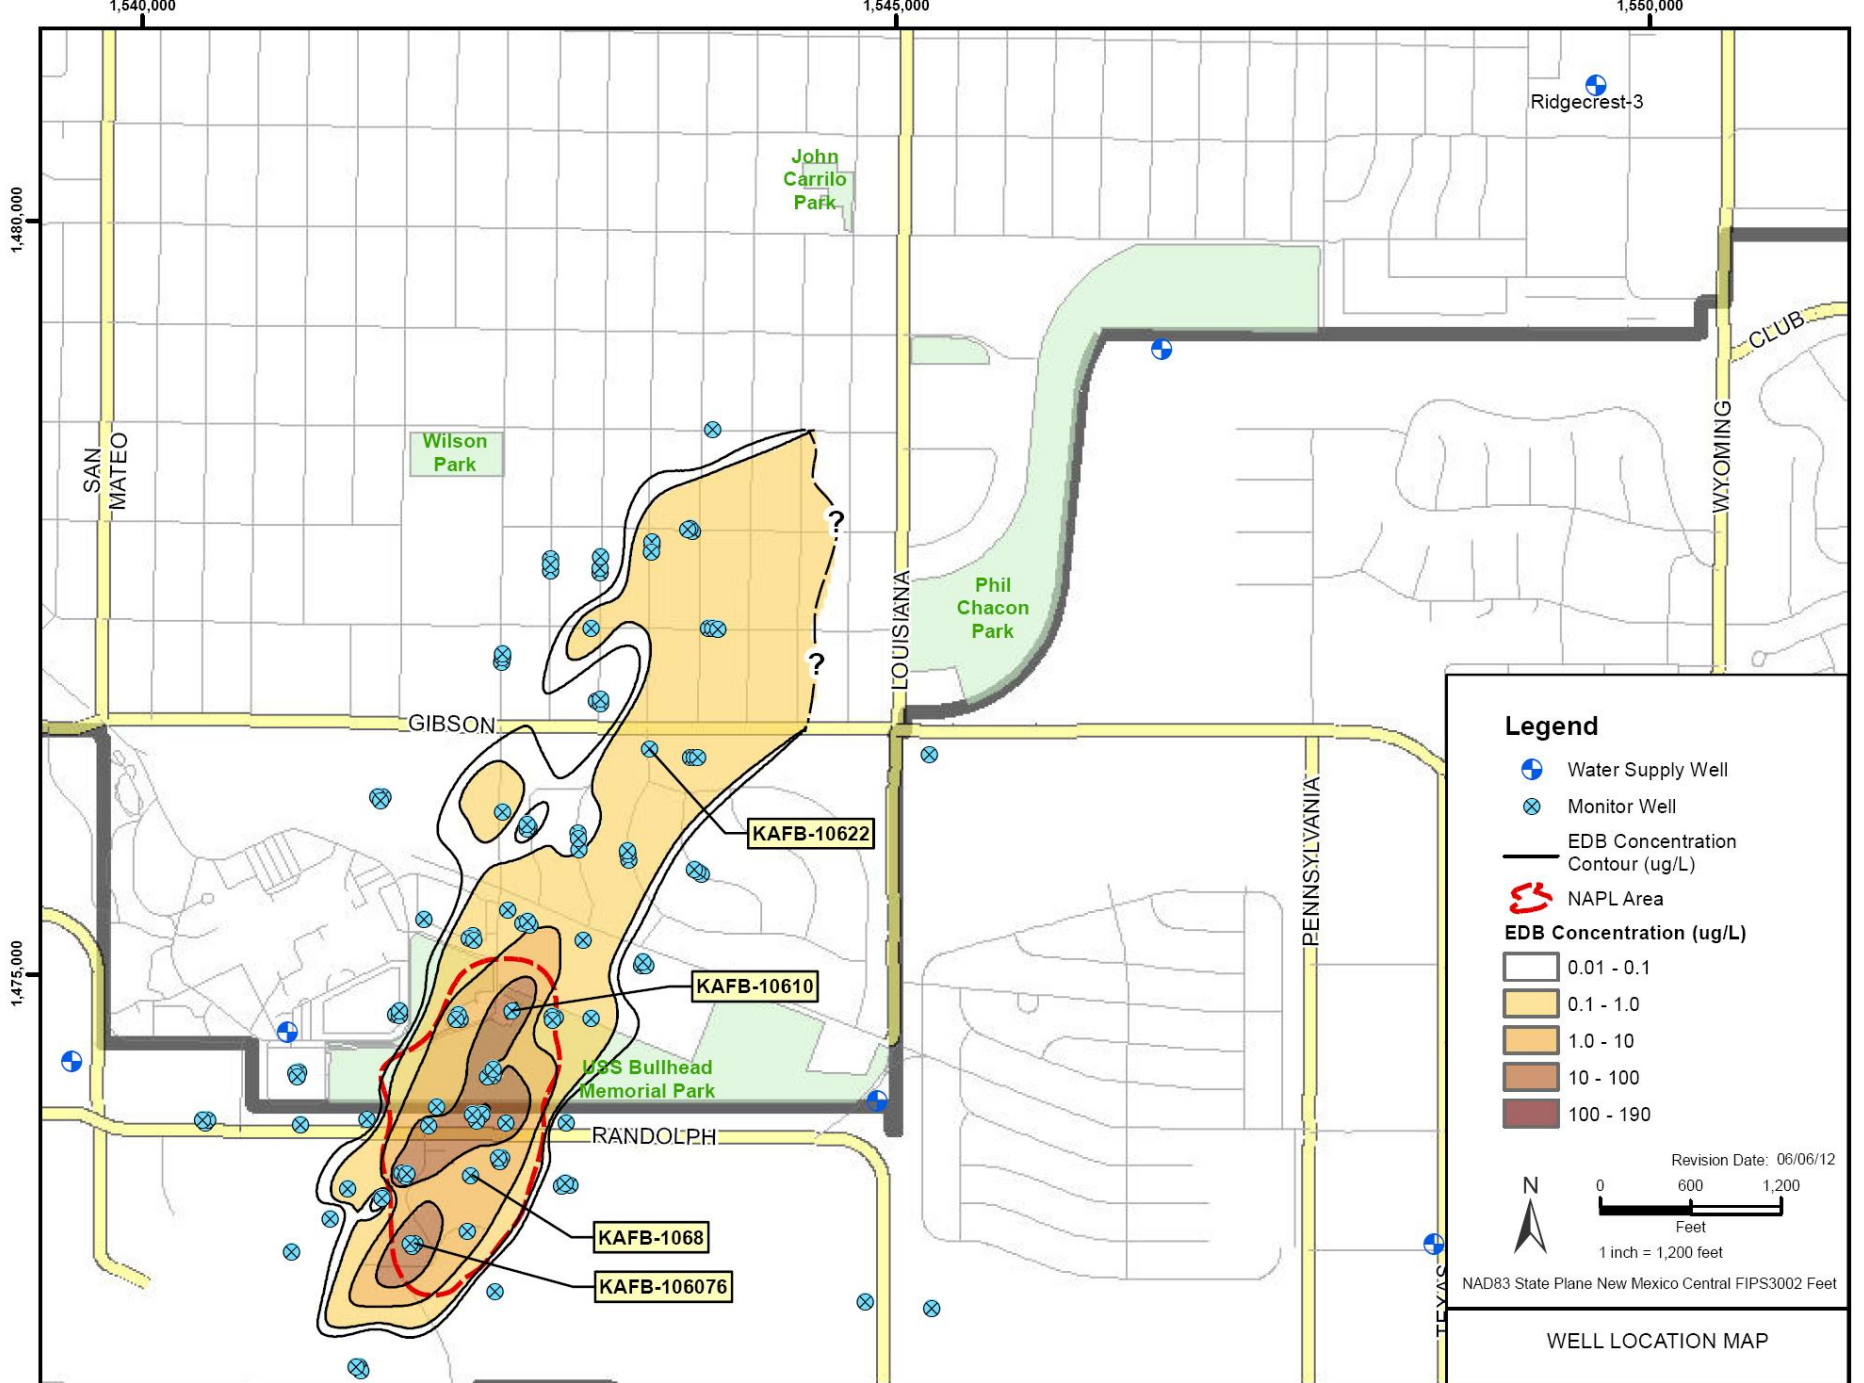 1,540,000
1,545,000
1,550,000
Ridgecrest-3
John
Carrilo
Park
1,480,000
CLUB
SAN
MATEO
Wilson
Park
WYOMING
?
LOUISIANA
Phil
Chacon
Park
?
GIBSON
KAFB-10622
PENNSYLVANIA
1,475,000
KAFB-10610
USS Bullhead
Memorial Park
RANDOLPH
KAFB-1068
KAFB-106076
TEXAS
Legend
Water Supply Well
Monitor Well
EDB Concentration
Contour (ug/L)
NAPL Area
EDB Concentration (ug/L)
0.01 - 0.1
0.1 - 1.0
1.0 - 10
10 - 100
100 - 190
Revision Date: 06/06/12
N
0 600 1,200
Feet
1 inch = 1,200 feet
NAD83 State Plane New Mexico Central FIPS3002 Feet
WELL LOCATION MAP